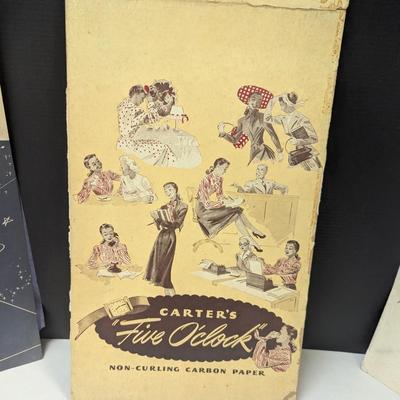 CARTER'S
"Five O'clock"
NON-CURLING CARBON PAPER